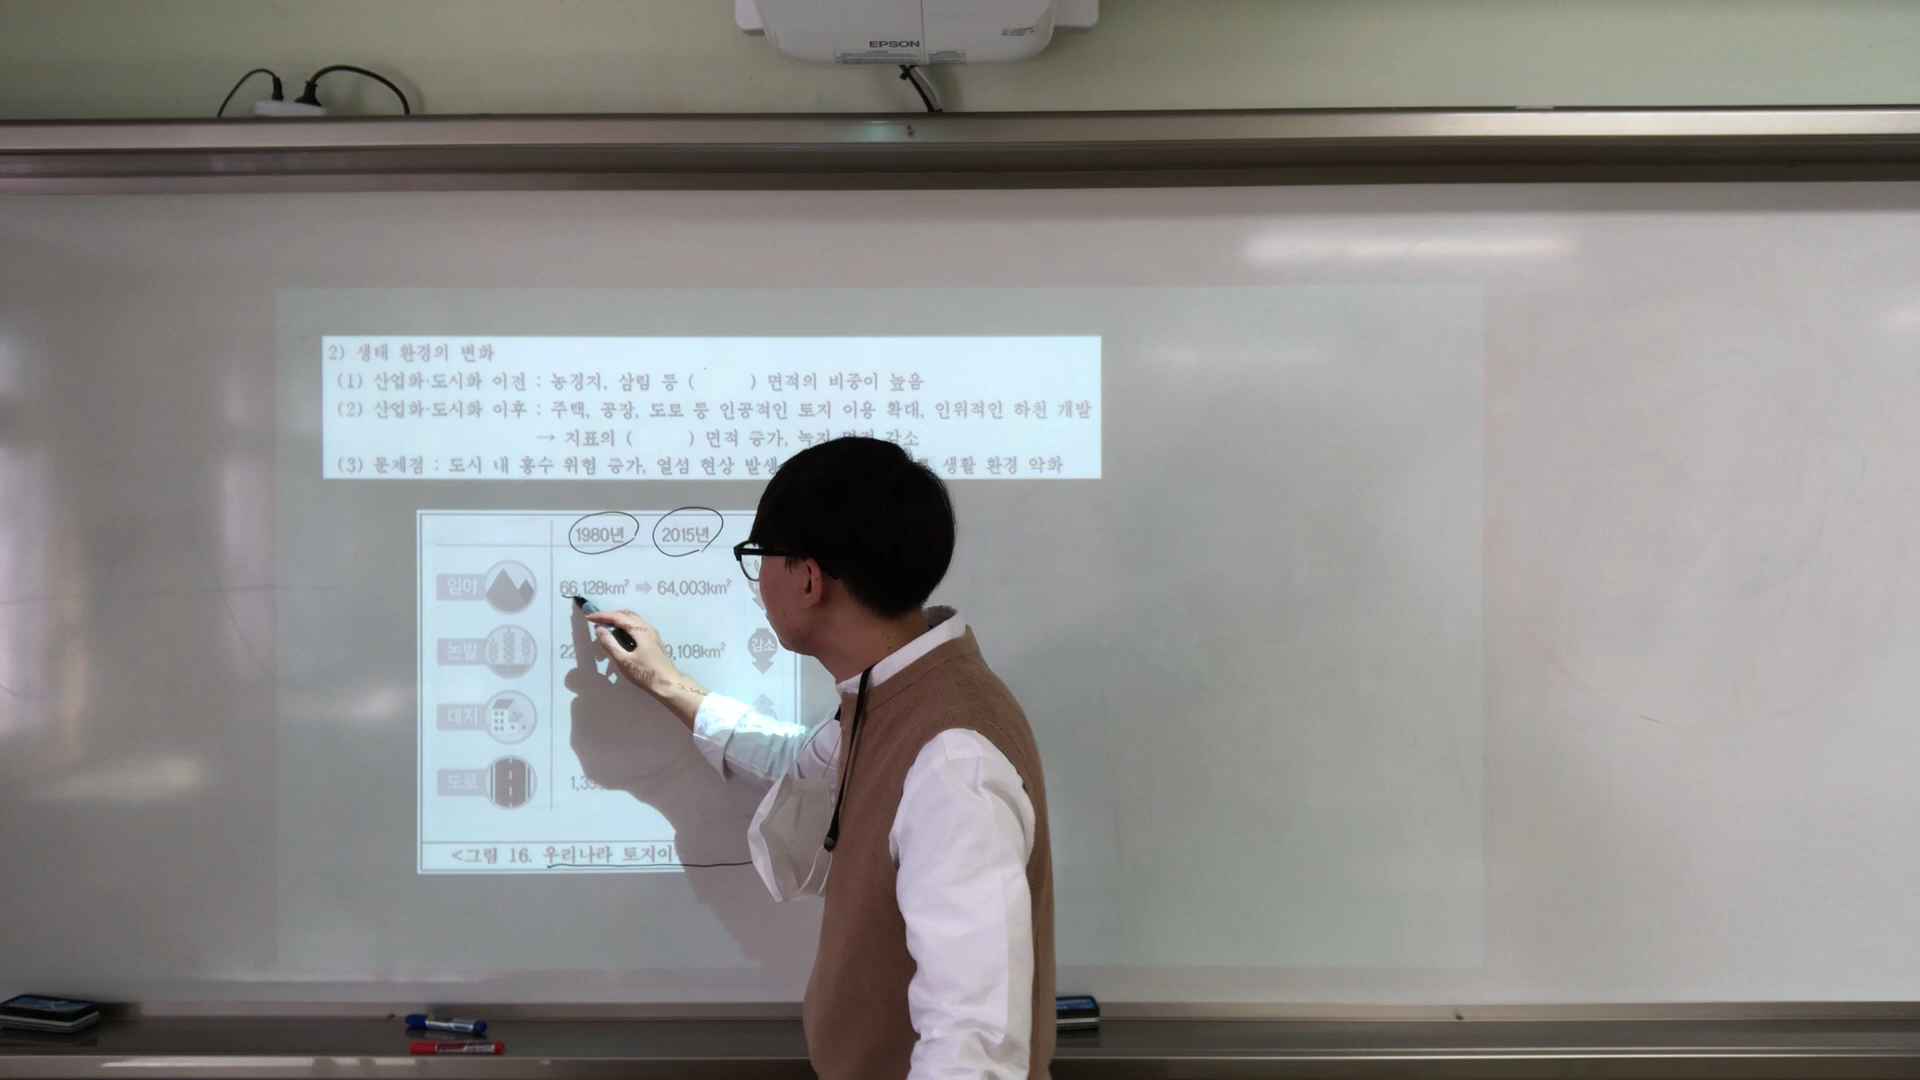 EPSON
2) 생태 환경의 변화
(1) 산업화·도시화 이전 : 농경지, 삼림 등 ( ) 면적의 비중이 높음
(2) 산업화·도시화 이후 : 주택, 공장, 도로 등 인공적인 토지 이용 확대, 인위적인 하천 개발
→ 지표의 ( ) 면적 증가, 녹지 면적 감소
(3) 문제점 : 도시 내 홍수 위험 증가, 열섬 현상 발생 생활 환경 악화
1980년 2015년
임야 66,128km² ➡ 64,003km²
논밭 22 9,108km² 감소
대지
도로 1,39
<그림 16. 우리나라 토지이